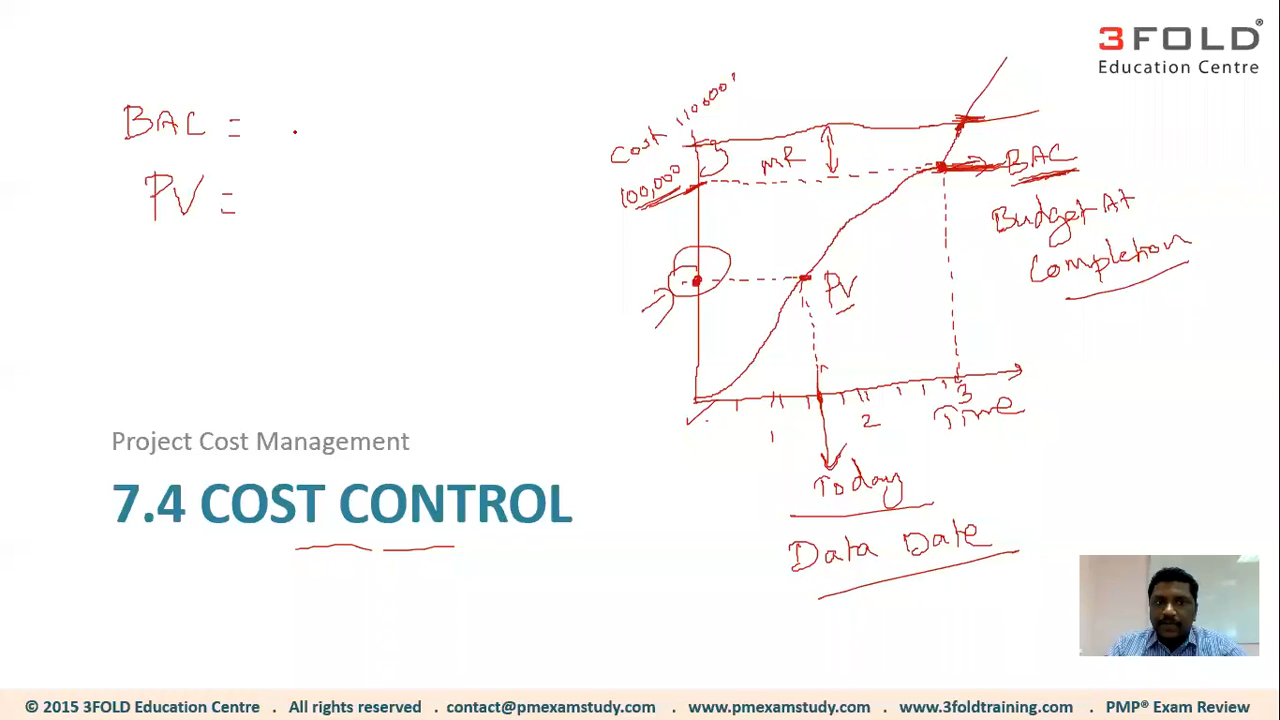 3FOLD®
Education Centre
BAC =
PV =
Cost 110,000
100,000
MR
BAC
Budget At
Completion
PV
1 2 3
Time
Today
Data Date
Project Cost Management
7.4 COST CONTROL
© 2015 3FOLD Education Centre . All rights reserved . contact@pmexamstudy.com . www.pmexamstudy.com . www.3foldtraining.com . PMP® Exam Review